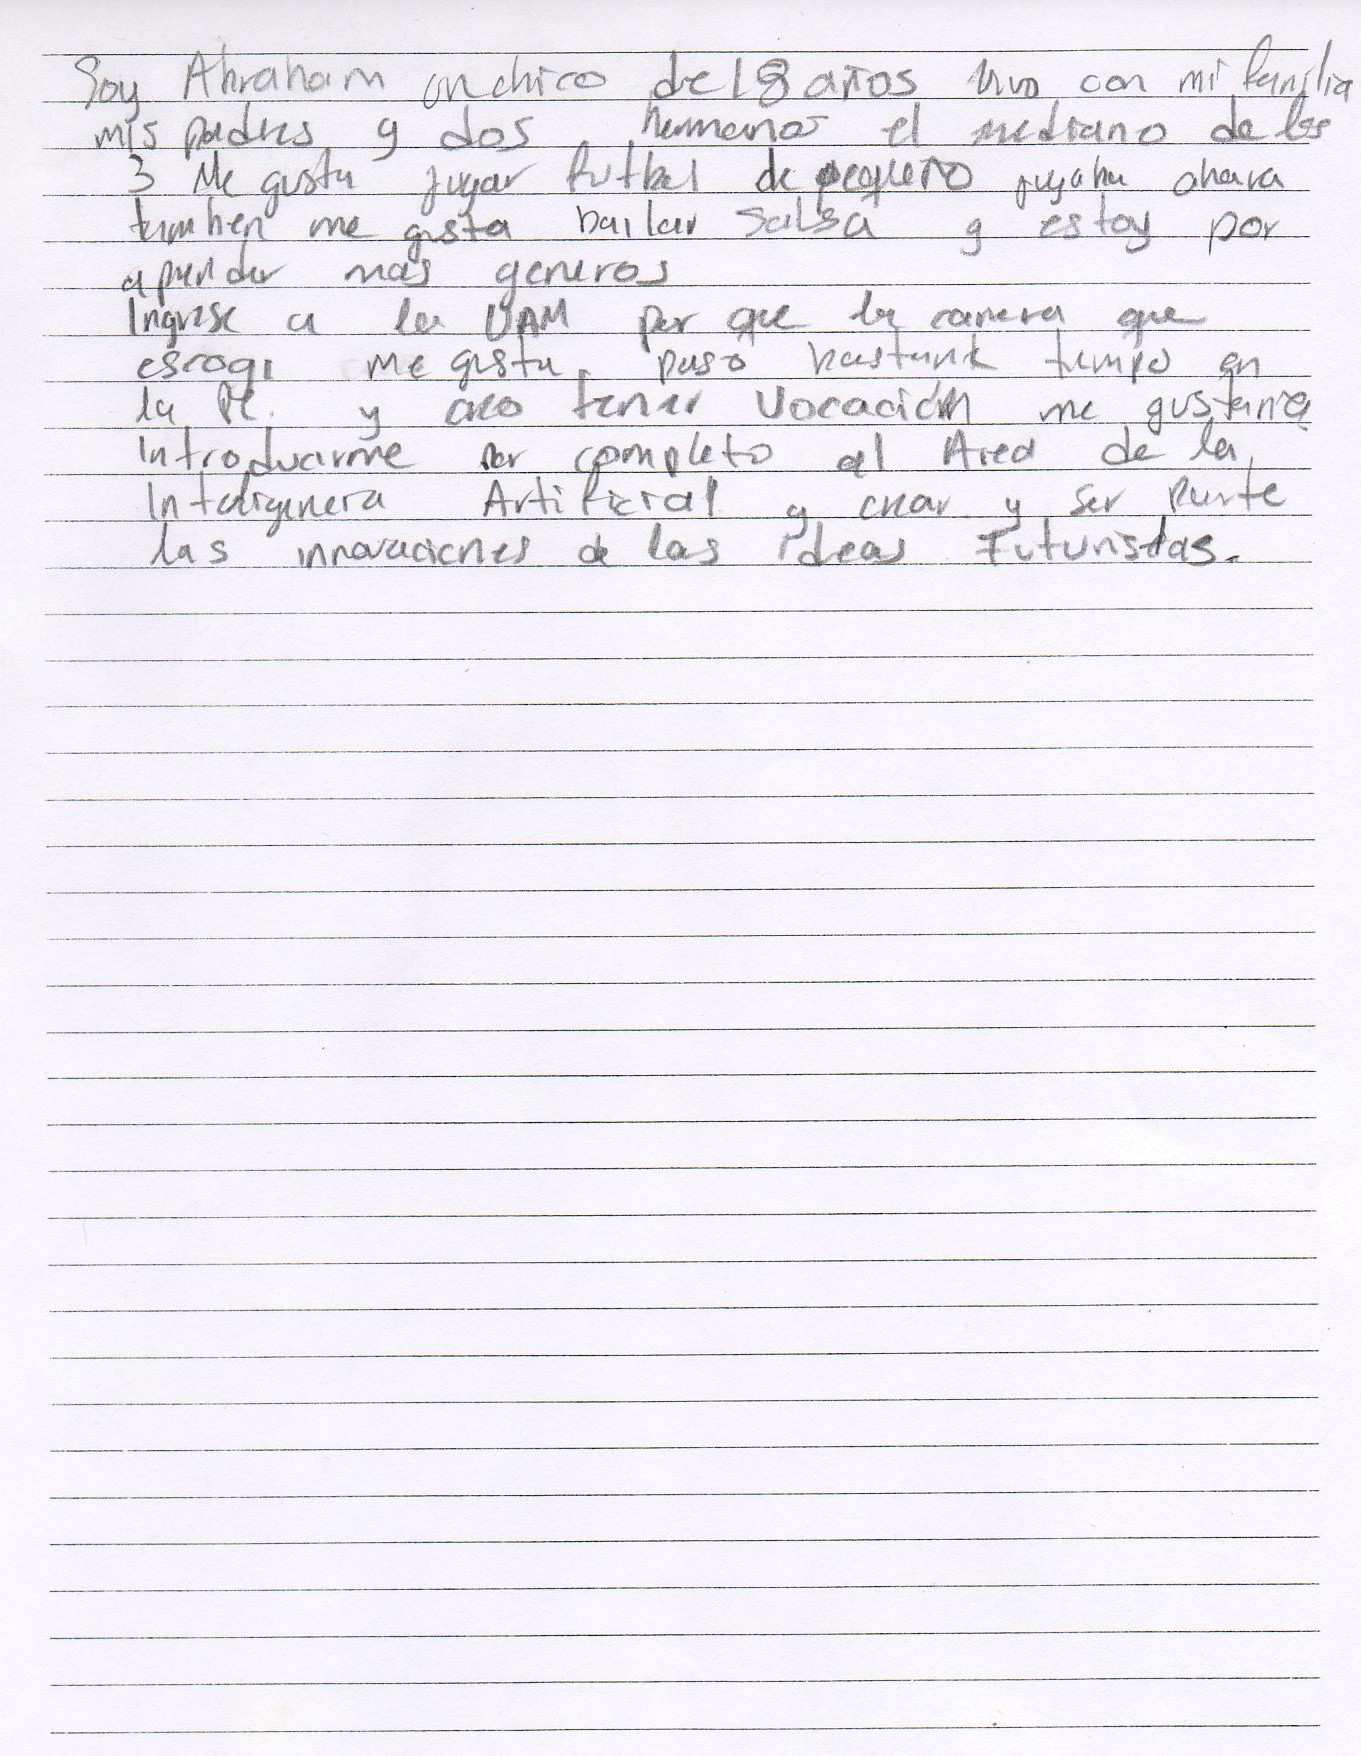 Soy Abraham un chico de 18 años vivo con mi familia
mis padres y dos hermanos el mediano de los
3 Me gusta jugar futbol de pequeño jugaba ahora
tambien me gusta bailar salsa y estoy por
aprender mas generos
Ingrese a la UAM por que la carrera que
escogi me gusta, paso bastante tiempo en
la PC. y creo tener vocación me gustaria
introducirme por completo al Area de la
Inteligencia Artificial y crear y ser parte
las innovaciones de las ideas Futuristas.